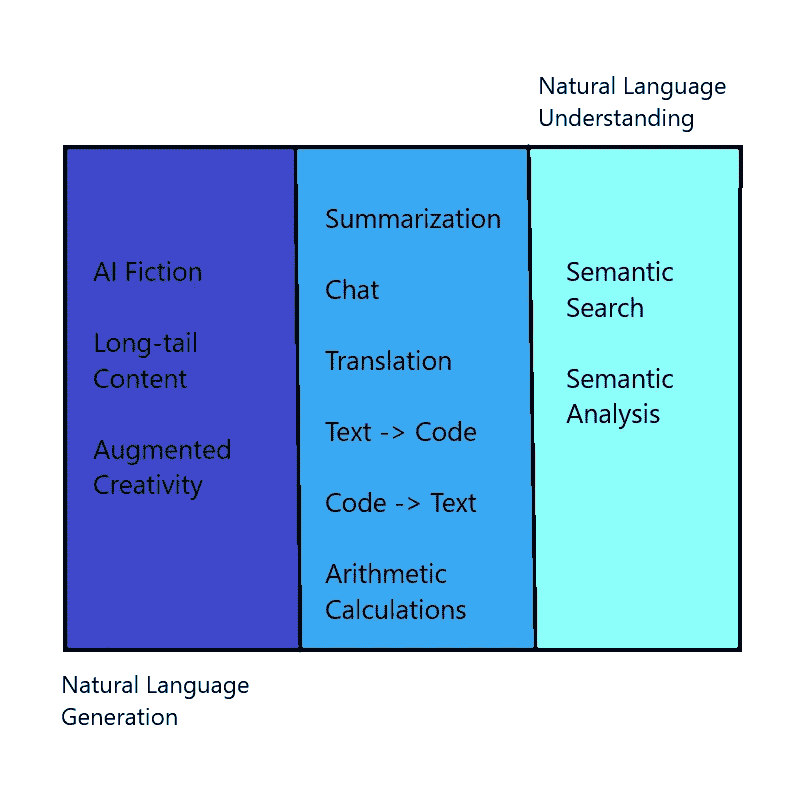 Natural Language
Understanding
AI Fiction
Long-tail
Content
Augmented
Creativity
Summarization
Chat
Translation
Text -> Code
Code -> Text
Arithmetic
Calculations
Semantic
Search
Semantic
Analysis
Natural Language
Generation